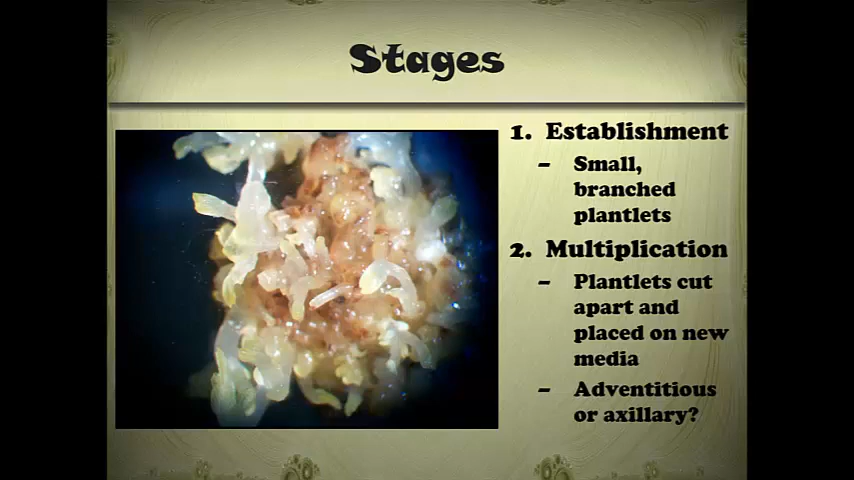 Stages
1. Establishment
– Small,
branched
plantlets
2. Multiplication
– Plantlets cut
apart and
placed on new
media
– Adventitious
or axillary?